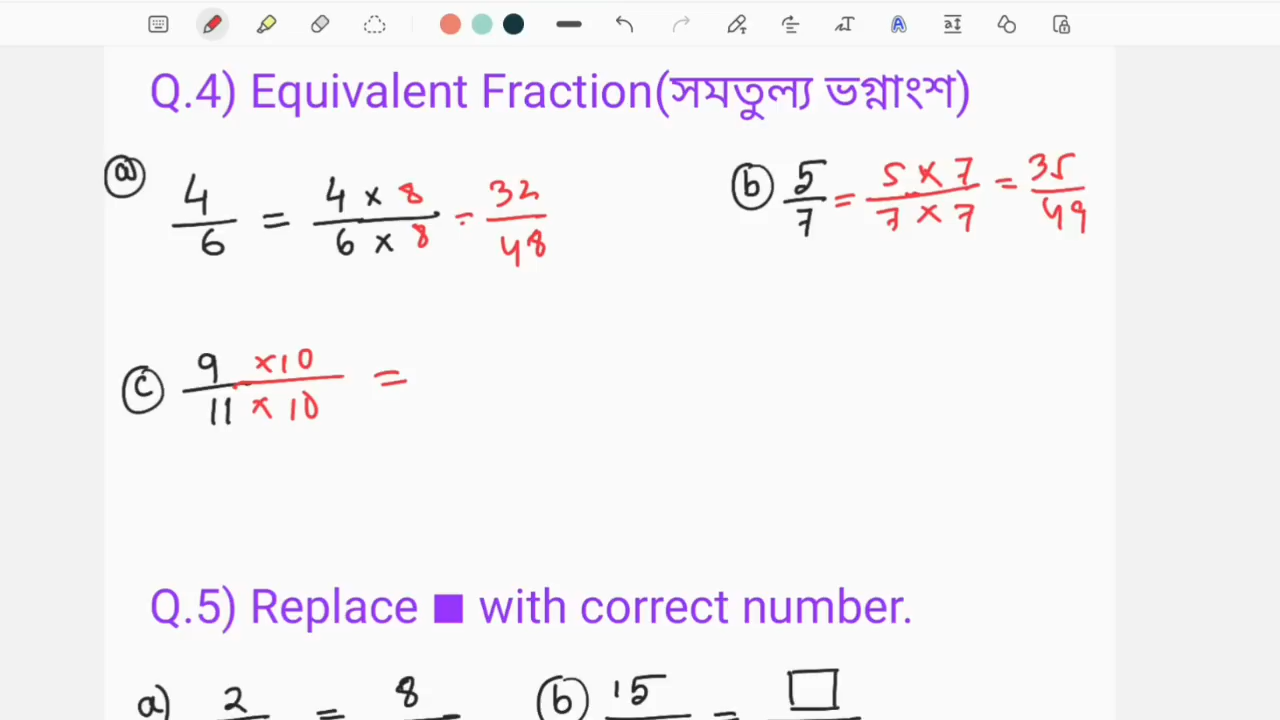 Q.4) Equivalent Fraction(সমতুল্য ভগ্নাংশ)
(a) 4/6 = 4 × 8/6 × 8 = 32/48
(b) 5/7 = 5 × 7/7 × 7 = 35/49
(c) 9 ×10/11 × 10 =
Q.5) Replace ■ with correct number.
a) 2 = 8
(b) 15 = □